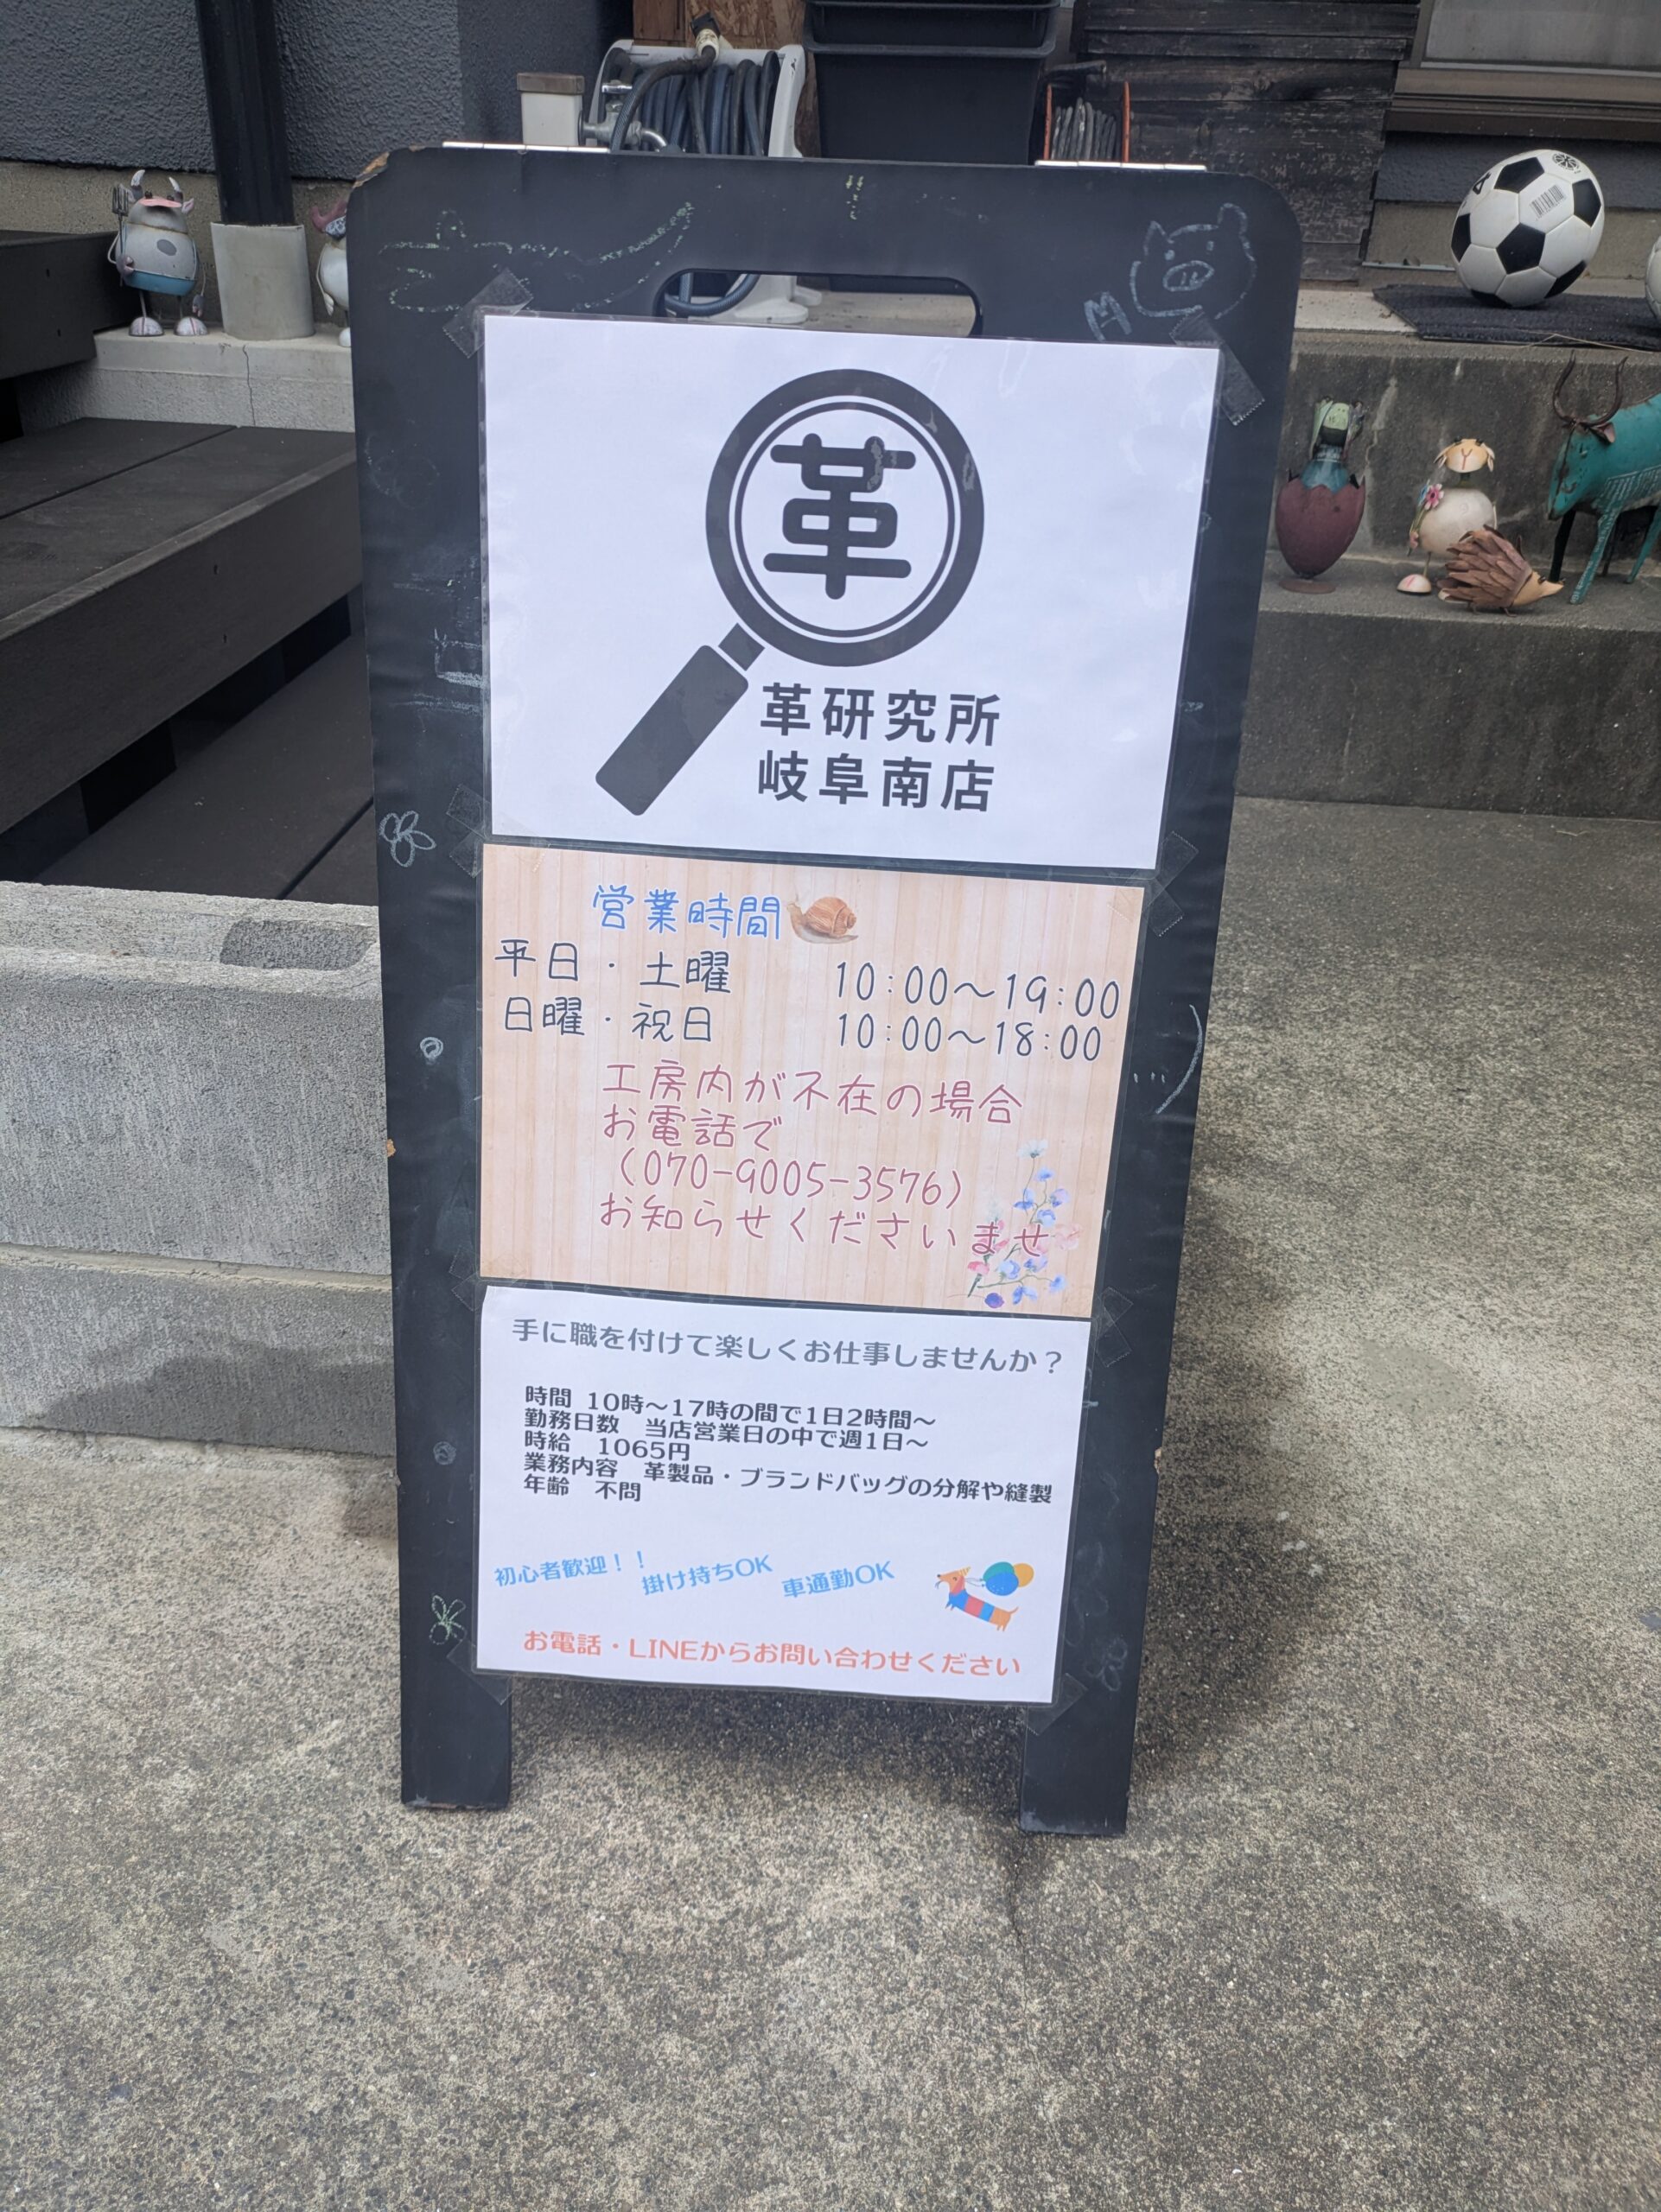 革
革研究所
岐阜南店
営業時間
平日・土曜 10:00～19:00
日曜・祝日 10:00～18:00
工房内が不在の場合
お電話で
（070-9005-3576）
お知らせくださいませ
手に職を付けて楽しくお仕事しませんか？
時間 10時～17時の間で1日2時間～
勤務日数 当店営業日の中で週1日～
時給 1065円
業務内容 革製品・ブランドバッグの分解や縫製
年齢 不問
初心者歓迎！！ 掛け持ちOK 車通勤OK
お電話・LINEからお問い合わせください